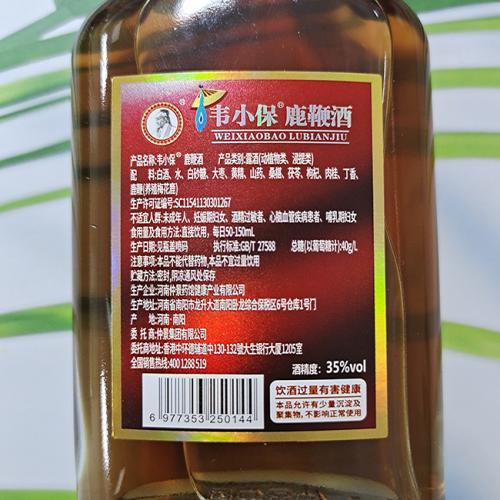 韦小保® 鹿鞭酒
WEIXIAOBAO LUBIANJIU
产品名称:韦小保® 鹿鞭酒 产品类别:露酒(动植物类、浸提类)
配 料:白酒、水、白砂糖、大枣、黄精、山药、桑椹、茯苓、枸杞、肉桂、丁香、
鹿鞭(养殖梅花鹿)
生产许可证编号:SC11541130301267
不适宜人群:未成年人、妊娠期妇女、酒精过敏者、心脑血管疾病患者、哺乳期妇女
食用量及食用方法:直接饮用，每日50-150mL
生产日期:见瓶盖喷码 执行标准:GB/T 27588 总糖(以葡萄糖计):40g/L
注意事项:本品不能代替药物,本品不宜过量饮用
贮藏方法:密封,阴凉通风处保存
生产企业:河南仲景药馆健康产业有限公司
生产地址:河南省南阳市龙升大道南阳卧龙综合保税区6号仓库1号门
产 地:河南·南阳
委 托 商:仲景集团有限公司
委托商地址:香港中环德辅道中130-132號大生銀行大厦1205室
全国销售热线:400 1288 519
酒精度: 35%vol
饮酒过量有害健康
本品允许有少量沉淀及
聚集物,不影响正常使用
6 977353 250144